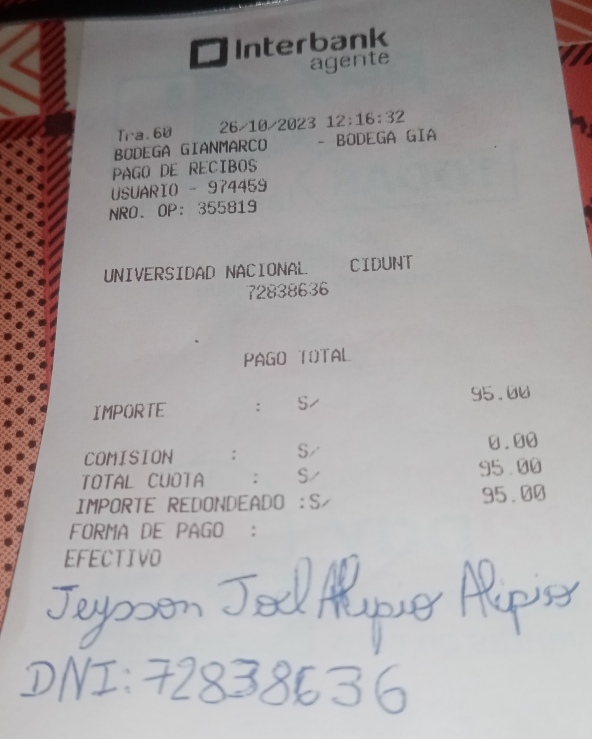 Interbank
agente
Tra.60 26/10/2023 12:16:32
BODEGA GIANMARCO - BODEGA GIA
PAGO DE RECIBOS
USUARIO - 974459
NRO. OP: 355819
UNIVERSIDAD NACIONAL CIDUNT
72838636
PAGO TOTAL
IMPORTE : S/ 95.00
COMISION : S/ 0.00
TOTAL CUOTA : S/ 95.00
IMPORTE REDONDEADO :S/ 95.00
FORMA DE PAGO :
EFECTIVO
Jeysson Joel Alipio Alipio
DNI: 72838636